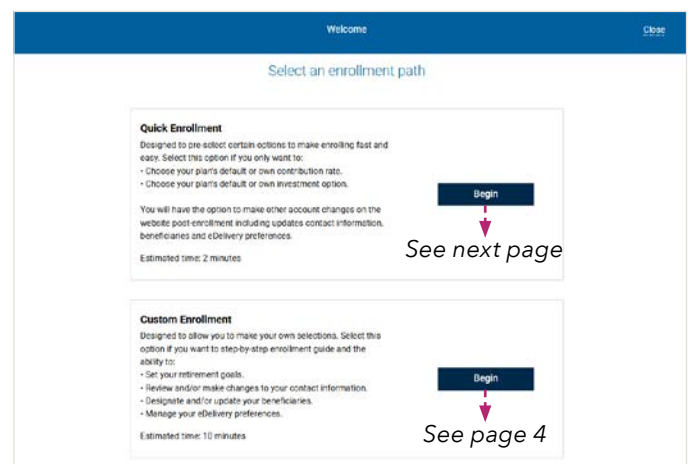 Welcome
Close
Select an enrollment path
Quick Enrollment
Designed to pre-select certain options to make enrolling fast and
easy. Select this option if you only want to:
- Choose your plan's default or own contribution rate.
- Choose your plan's default or own investment option.
Begin
You will have the option to make other account changes on the
website post-enrollment including updates contact information,
beneficiaries and eDelivery preferences.
See next page
Estimated time: 2 minutes
Custom Enrollment
Designed to allow you to make your own selections. Select this
option if you want to step-by-step enrollment guide and the
ability to:
- Set your retirement goals.
- Review and/or make changes to your contact information.
- Designate and/or update your beneficiaries.
- Manage your eDelivery preferences.
Begin
Estimated time: 10 minutes
See page 4